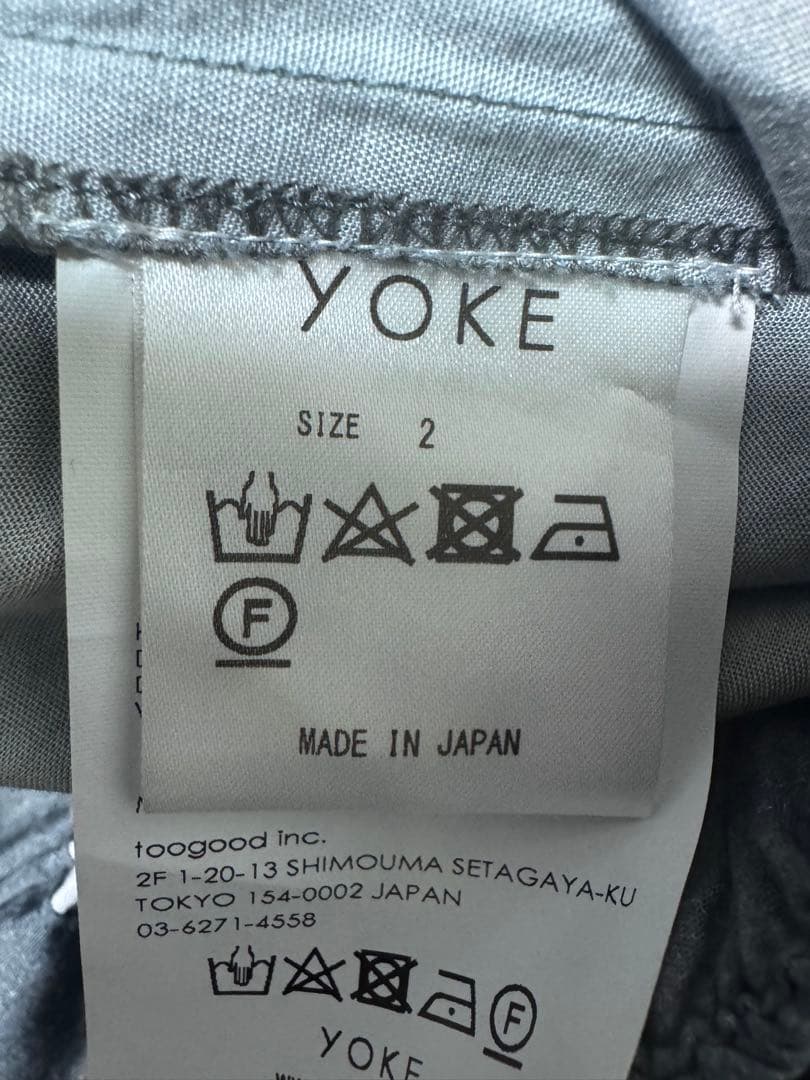 YOKE
SIZE 2
F
MADE IN JAPAN
toogood inc.
2F 1-20-13 SHIMOUMA SETAGAYA-KU
TOKYO 154-0002 JAPAN
03-6271-4558
F
YOKE